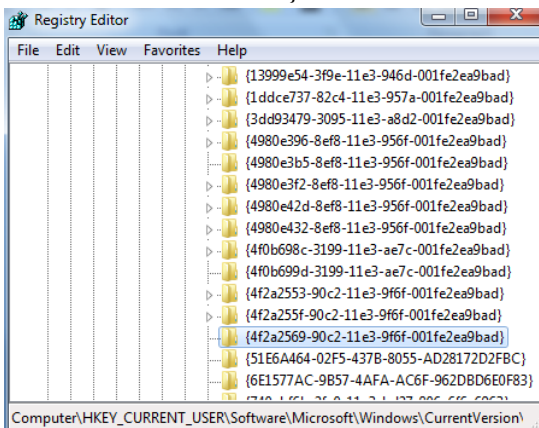 Registry Editor
File Edit View Favorites Help
{13999e54-3f9e-11e3-946d-001fe2ea9bad}
{1ddce737-82c4-11e3-957a-001fe2ea9bad}
{3dd93479-3095-11e3-a8d2-001fe2ea9bad}
{4980e396-8ef8-11e3-956f-001fe2ea9bad}
{4980e3b5-8ef8-11e3-956f-001fe2ea9bad}
{4980e3f2-8ef8-11e3-956f-001fe2ea9bad}
{4980e42d-8ef8-11e3-956f-001fe2ea9bad}
{4980e432-8ef8-11e3-956f-001fe2ea9bad}
{4f0b698c-3199-11e3-ae7c-001fe2ea9bad}
{4f0b699d-3199-11e3-ae7c-001fe2ea9bad}
{4f2a2553-90c2-11e3-9f6f-001fe2ea9bad}
{4f2a255f-90c2-11e3-9f6f-001fe2ea9bad}
{4f2a2569-90c2-11e3-9f6f-001fe2ea9bad}
{51E6A464-02F5-437B-8055-AD28172D2FBC}
{6E1577AC-9B57-4AFA-AC6F-962DBD6E0F83}
Computer\HKEY_CURRENT_USER\Software\Microsoft\Windows\CurrentVersion\